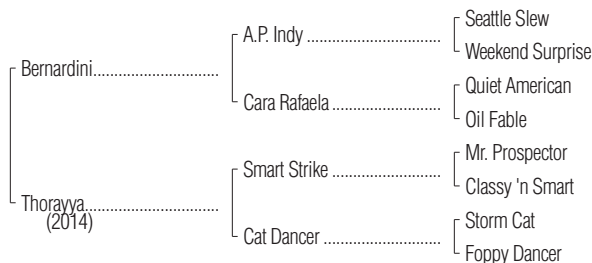 Seattle Slew
A.P. Indy ................................
Weekend Surprise
Bernardini..............................
Quiet American
Cara Rafaela ..........................
Oil Fable
Mr. Prospector
Smart Strike ..........................
Classy 'n Smart
Thorayya................................
(2014)
Storm Cat
Cat Dancer ............................
Foppy Dancer